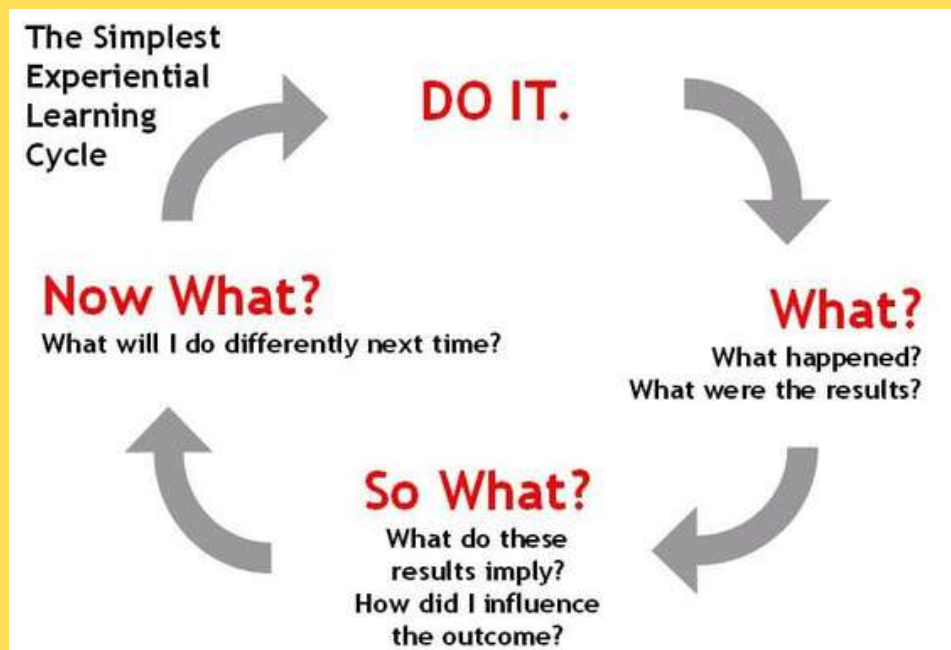 The Simplest
Experiential
Learning
Cycle
DO IT.
What?
What happened?
What were the results?
So What?
What do these
results imply?
How did I influence
the outcome?
Now What?
What will I do differently next time?